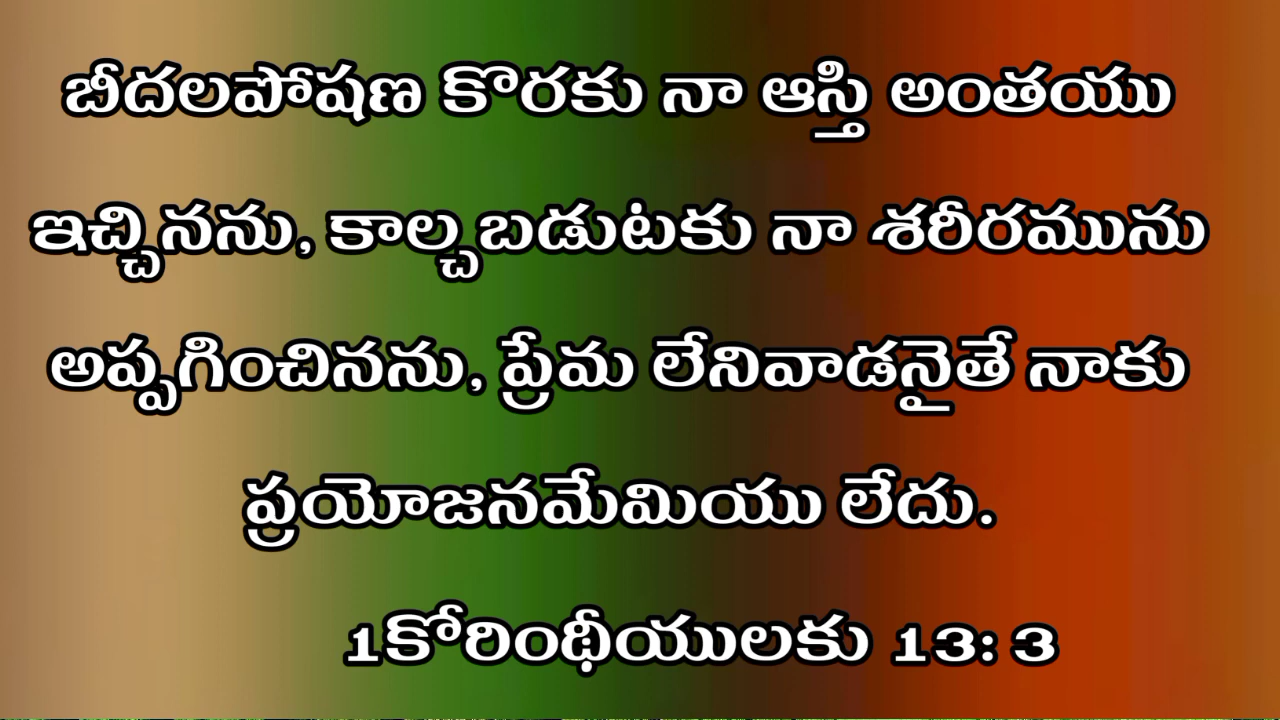 బీదలపోషణ కొరకు నా ఆస్తి అంతయు
ఇచ్చినను, కాల్చబడుటకు నా శరీరమును
అప్పగించినను, ప్రేమ లేనివాడనైతే నాకు
ప్రయోజనమేమియు లేదు.
1కోరింథీయులకు 13: 3